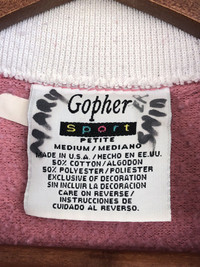 Gopher
Sport
PETITE
MEDIUM/MEDIANO
MADE IN U.S.A./HECHO EN EE.UU.
50% COTTON/ALGODON
50% POLYESTER/POLIESTER
EXCLUSIVE OF DECORATION
SIN INCLUIR LA DECORACION
CARE ON REVERSE/
INSTRUCCIONES DE
CUIDADO AL REVERSO.